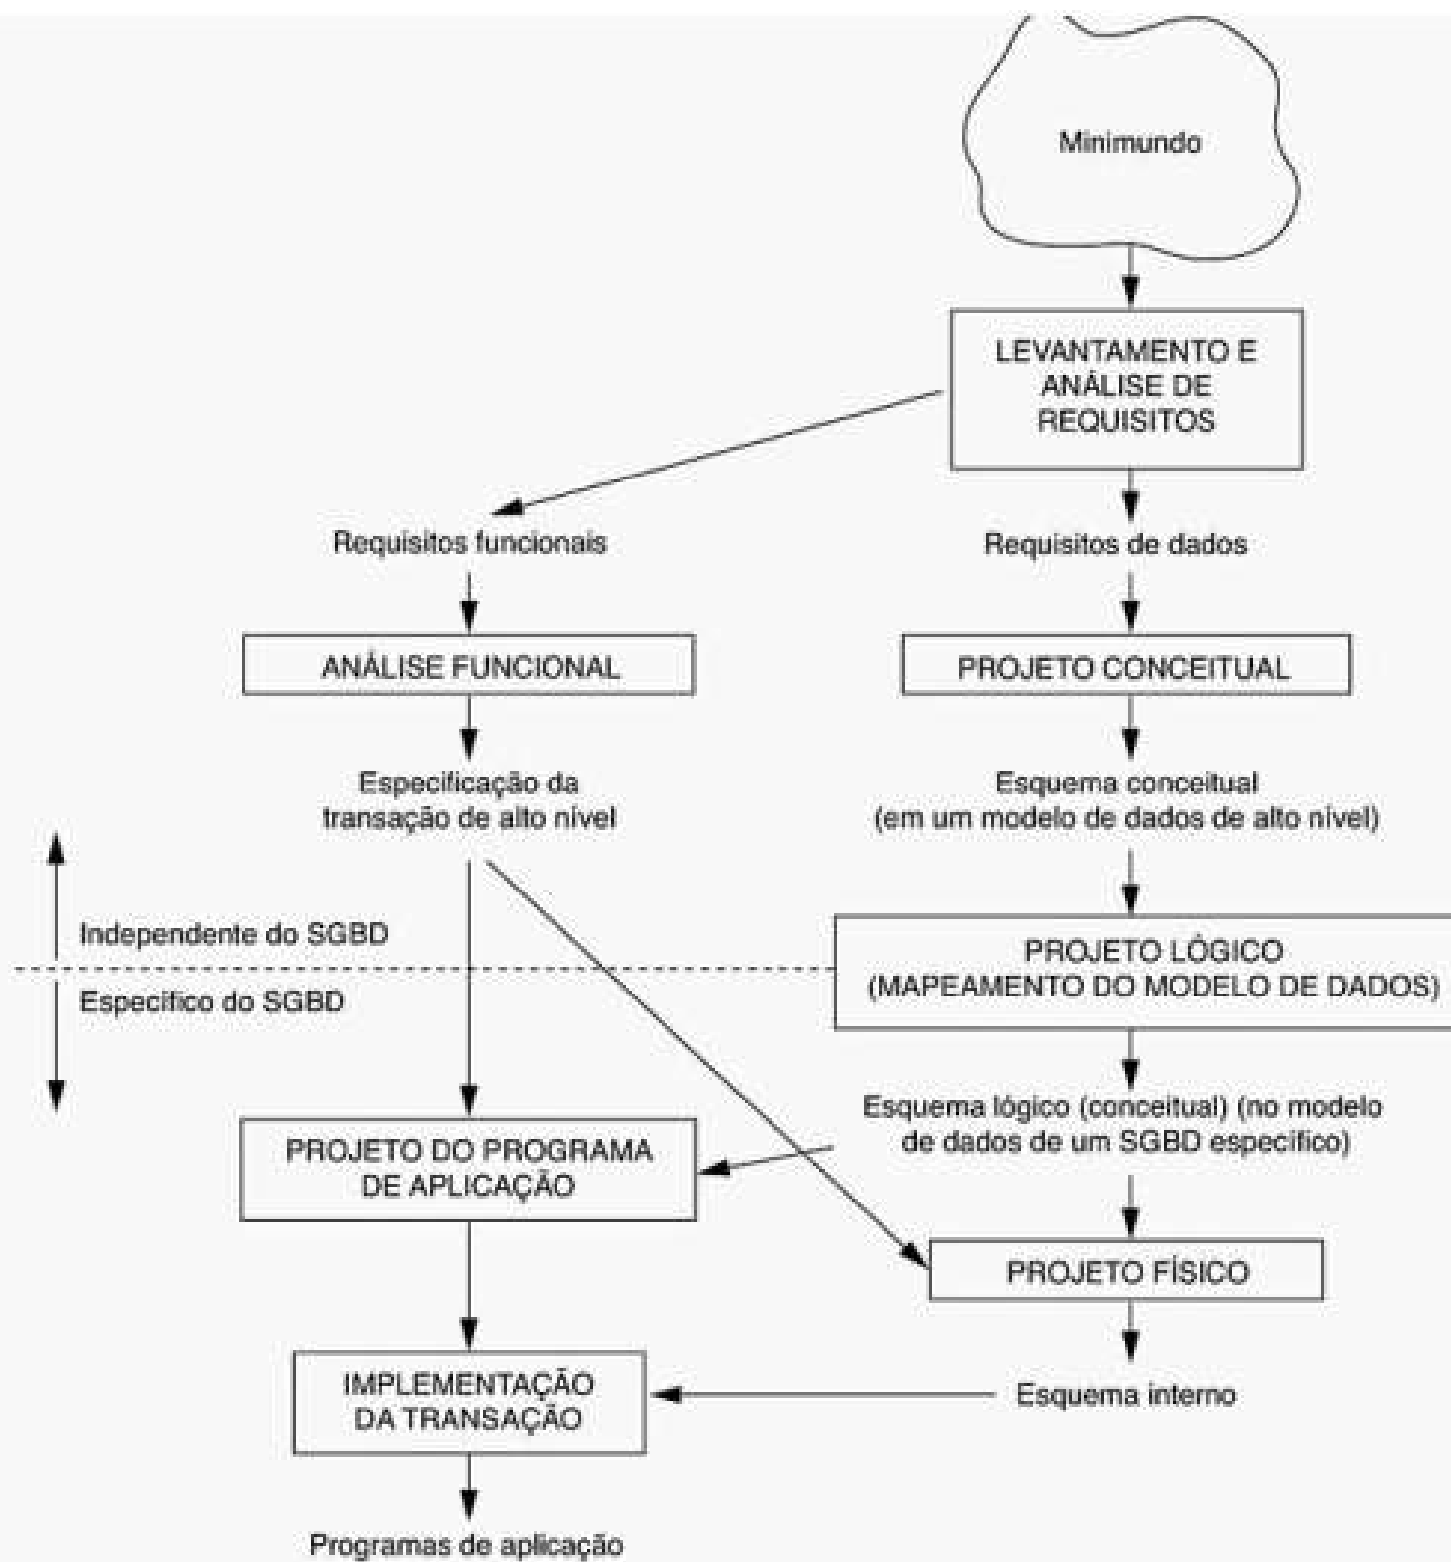 Minimundo
LEVANTAMENTO E
ANÁLISE DE
REQUISITOS
Requisitos funcionais
Requisitos de dados
ANÁLISE FUNCIONAL
PROJETO CONCEITUAL
Especificação da
transação de alto nível
Esquema conceitual
(em um modelo de dados de alto nível)
Independente do SGBD
Específico do SGBD
PROJETO LÓGICO
(MAPEAMENTO DO MODELO DE DADOS)
Esquema lógico (conceitual) (no modelo
de dados de um SGBD específico)
PROJETO DO PROGRAMA
DE APLICAÇÃO
PROJETO FÍSICO
IMPLEMENTAÇÃO
DA TRANSAÇÃO
Esquema interno
Programas de aplicação